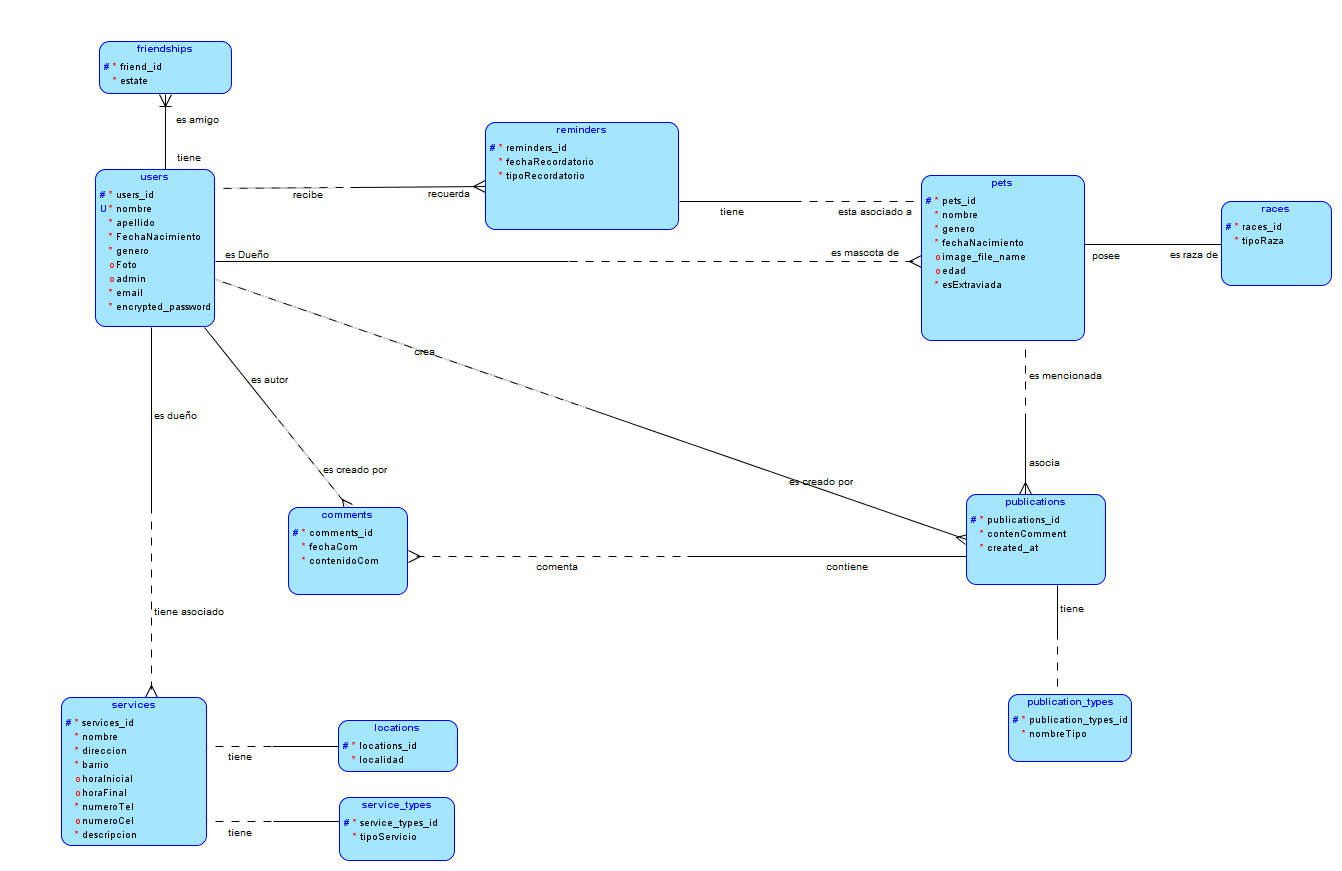 friendships
# * friend_id
* estate
es amigo
tiene
users
# * users_id
U * nombre
* apellido
* FechaNacimiento
* genero
o Foto
o admin
* email
* encrypted_password
recibe
recuerda
reminders
# * reminders_id
* fechaRecordatorio
* tipoRecordatorio
tiene
esta asociado a
es Dueño
es mascota de
pets
# * pets_id
* nombre
* genero
* fechaNacimiento
o image_file_name
o edad
* esExtraviada
posee
es raza de
races
# * races_id
* tipoRaza
crea
es creado por
es autor
es creado por
es dueño
tiene asociado
es mencionada
asocia
comments
# * comments_id
* fechaCom
* contenidoCom
comenta
contiene
publications
# * publications_id
* contenComment
* created_at
tiene
publication_types
# * publication_types_id
* nombreTipo
services
# * services_id
* nombre
* direccion
* barrio
o horaInicial
o horaFinal
* numeroTel
o numeroCel
* descripcion
tiene
locations
# * locations_id
* localidad
tiene
service_types
# * service_types_id
* tipoServicio